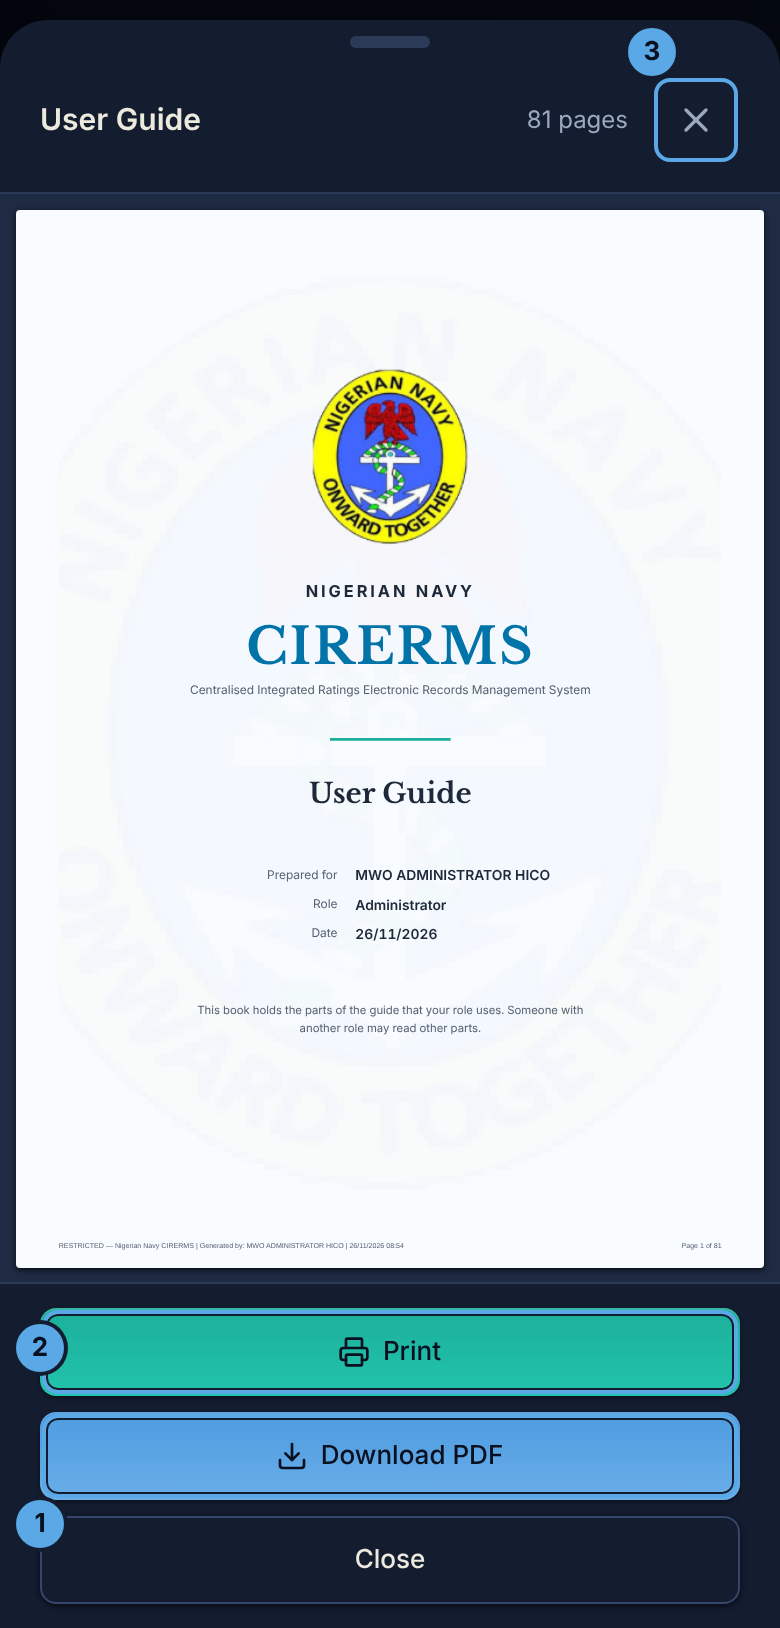 3
User Guide
81 pages
NIGERIAN NAVY
ONWARD TOGETHER
NIGERIAN NAVY
ONWARD TOGETHER
NIGERIAN NAVY
CIRERMS
Centralised Integrated Ratings Electronic Records Management System
User Guide
Prepared for MWO ADMINISTRATOR HICO
Role Administrator
Date 26/11/2026
This book holds the parts of the guide that your role uses. Someone with
another role may read other parts.
RESTRICTED — Nigerian Navy CIRERMS | Generated by: MWO ADMINISTRATOR HICO | 26/11/2026 08:54
Page 1 of 81
2
Print
Download PDF
1
Close